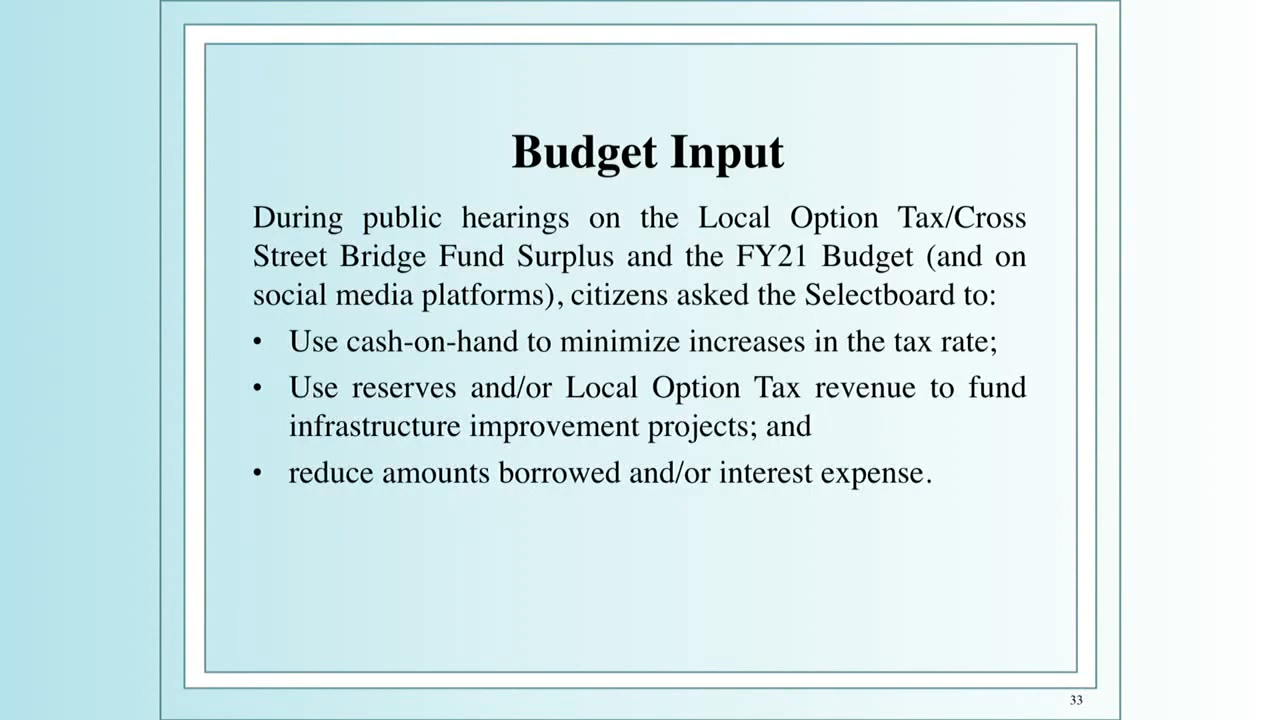 Budget Input
During public hearings on the Local Option Tax/Cross
Street Bridge Fund Surplus and the FY21 Budget (and on
social media platforms), citizens asked the Selectboard to:
• Use cash-on-hand to minimize increases in the tax rate;
• Use reserves and/or Local Option Tax revenue to fund
infrastructure improvement projects; and
• reduce amounts borrowed and/or interest expense.
33